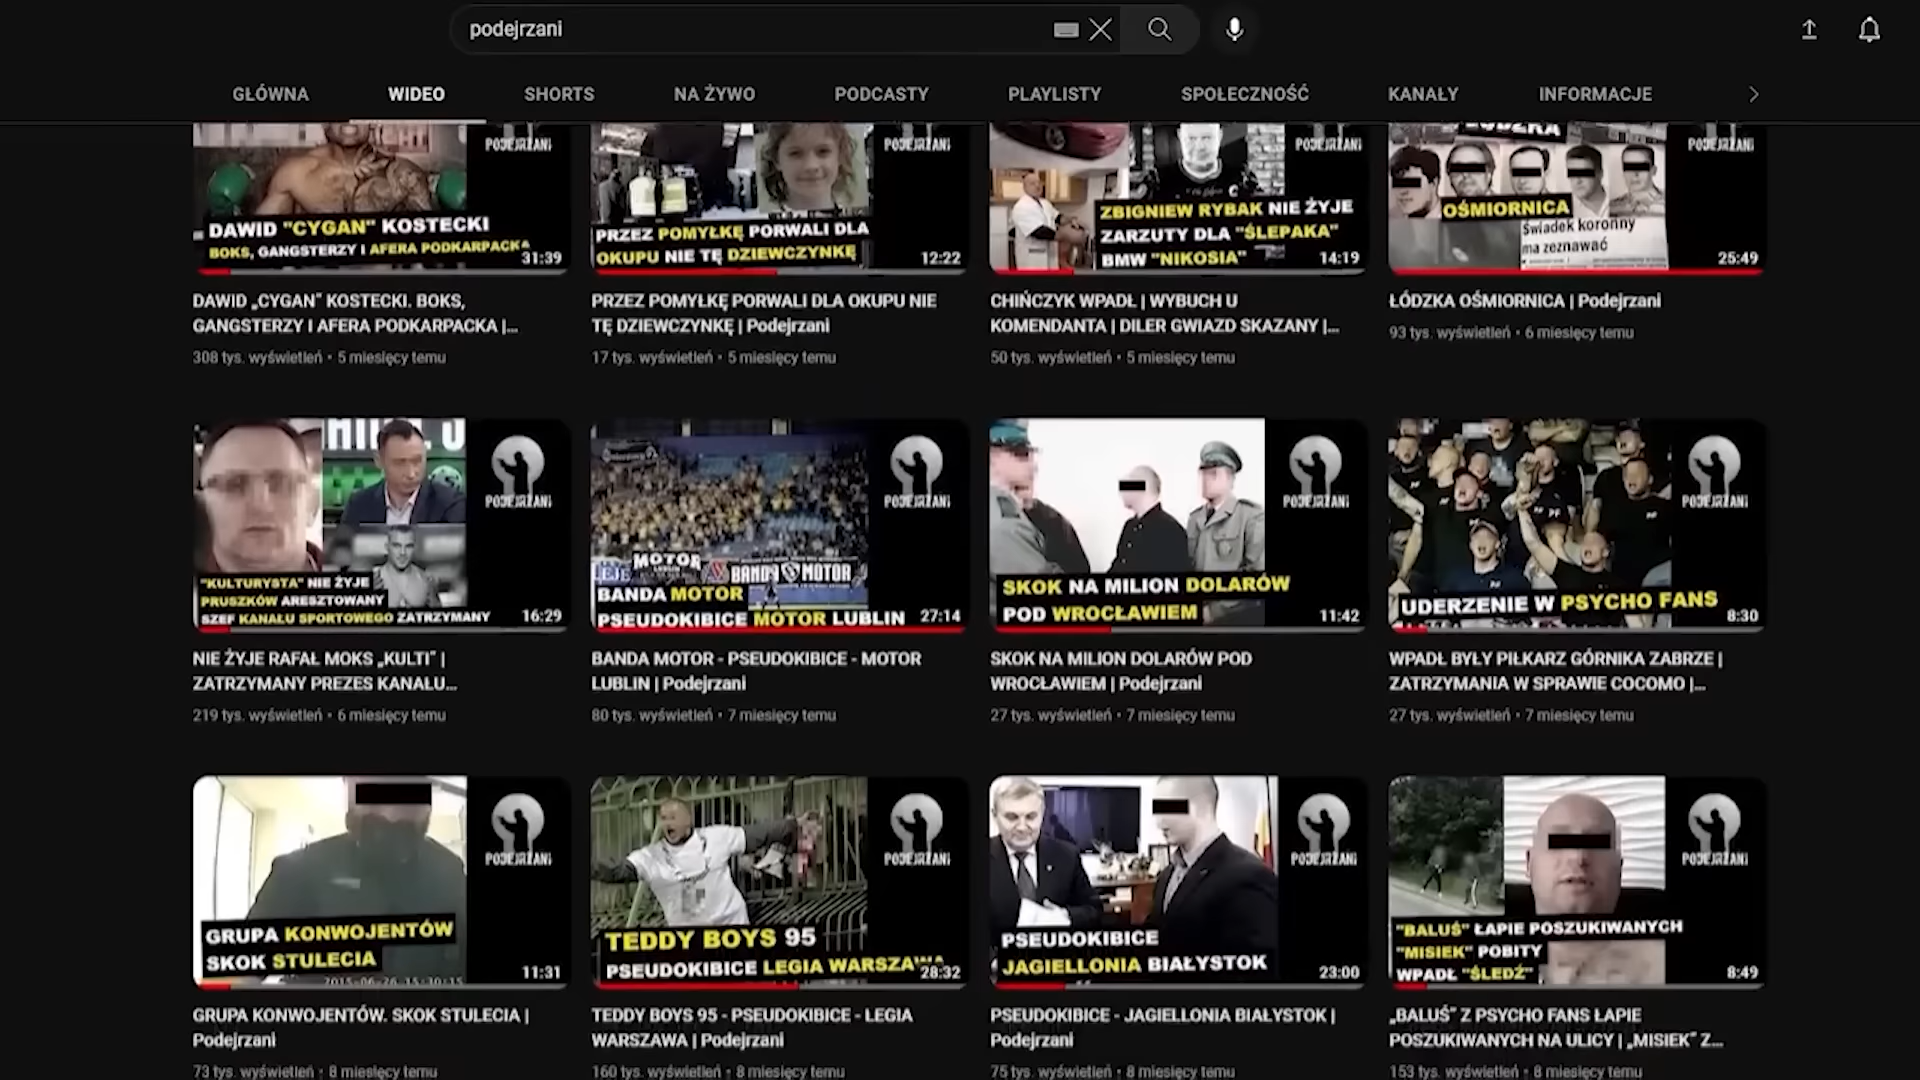 podejrzani
GŁÓWNA
WIDEO
SHORTS
NA ŻYWO
PODCASTY
PLAYLISTY
SPOŁECZNOŚĆ
KANAŁY
INFORMACJE
PODEJRZANI
DAWID "CYGAN" KOSTECKI
BOKS, GANGSTERZY I AFERA PODKARPACKA
31:39
DAWID „CYGAN” KOSTECKI. BOKS,
GANGSTERZY I AFERA PODKARPACKA |...
308 tys. wyświetleń • 5 miesięcy temu
PODEJRZANI
PRZEZ POMYŁKĘ PORWALI DLA
OKUPU NIE TĘ DZIEWCZYNKĘ
12:22
PRZEZ POMYŁKĘ PORWALI DLA OKUPU NIE
TĘ DZIEWCZYNKĘ | Podejrzani
17 tys. wyświetleń • 5 miesięcy temu
PODEJRZANI
ZBIGNIEW RYBAK NIE ŻYJE
ZARZUTY DLA "ŚLEPAKA"
BMW "NIKOSIA"
14:19
CHIŃCZYK WPADŁ | WYBUCH U
KOMENDANTA | DILER GWIAZD SKAZANY |...
50 tys. wyświetleń • 5 miesięcy temu
PODEJRZANI
ŁÓDZKA
OŚMIORNICA
Świadek koronny
ma zeznawać
25:49
ŁÓDZKA OŚMIORNICA | Podejrzani
93 tys. wyświetleń • 6 miesięcy temu
PODEJRZANI
"KULTURYSTA" NIE ŻYJE
PRUSZKÓW ARESZTOWANY
SZEF KANAŁU SPORTOWEGO ZATRZYMANY
16:29
NIE ŻYJE RAFAŁ MOKS „KULTI” |
ZATRZYMANY PREZES KANAŁU...
219 tys. wyświetleń • 6 miesięcy temu
PODEJRZANI
MOTOR
BANDA MOTOR
BANDA MOTOR
PSEUDOKIBICE MOTOR LUBLIN
27:14
BANDA MOTOR - PSEUDOKIBICE - MOTOR
LUBLIN | Podejrzani
80 tys. wyświetleń • 7 miesięcy temu
PODEJRZANI
SKOK NA MILION DOLARÓW
POD WROCŁAWIEM
11:42
SKOK NA MILION DOLARÓW POD
WROCŁAWIEM | Podejrzani
27 tys. wyświetleń • 7 miesięcy temu
PODEJRZANI
UDERZENIE W PSYCHO FANS
8:30
WPADŁ BYŁY PIŁKARZ GÓRNIKA ZABRZE |
ZATRZYMANIA W SPRAWIE COCOMO |...
27 tys. wyświetleń • 7 miesięcy temu
PODEJRZANI
GRUPA KONWOJENTÓW
SKOK STULECIA
11:31
GRUPA KONWOJENTÓW. SKOK STULECIA |
Podejrzani
73 tys. wyświetleń • 8 miesięcy temu
PODEJRZANI
TEDDY BOYS 95
PSEUDOKIBICE LEGIA WARSZAWA
28:32
TEDDY BOYS 95 - PSEUDOKIBICE - LEGIA
WARSZAWA | Podejrzani
160 tys. wyświetleń • 8 miesięcy temu
PODEJRZANI
PSEUDOKIBICE
JAGIELLONIA BIAŁYSTOK
23:00
PSEUDOKIBICE - JAGIELLONIA BIAŁYSTOK |
Podejrzani
75 tys. wyświetleń • 8 miesięcy temu
PODEJRZANI
"BALUŚ" ŁAPIE POSZUKIWANYCH
"MISIEK" POBITY
WPADŁ "ŚLEDŹ"
8:49
„BALUŚ” Z PSYCHO FANS ŁAPIE
POSZUKIWANYCH NA ULICY | „MISIEK” Z...
153 tys. wyświetleń • 8 miesięcy temu